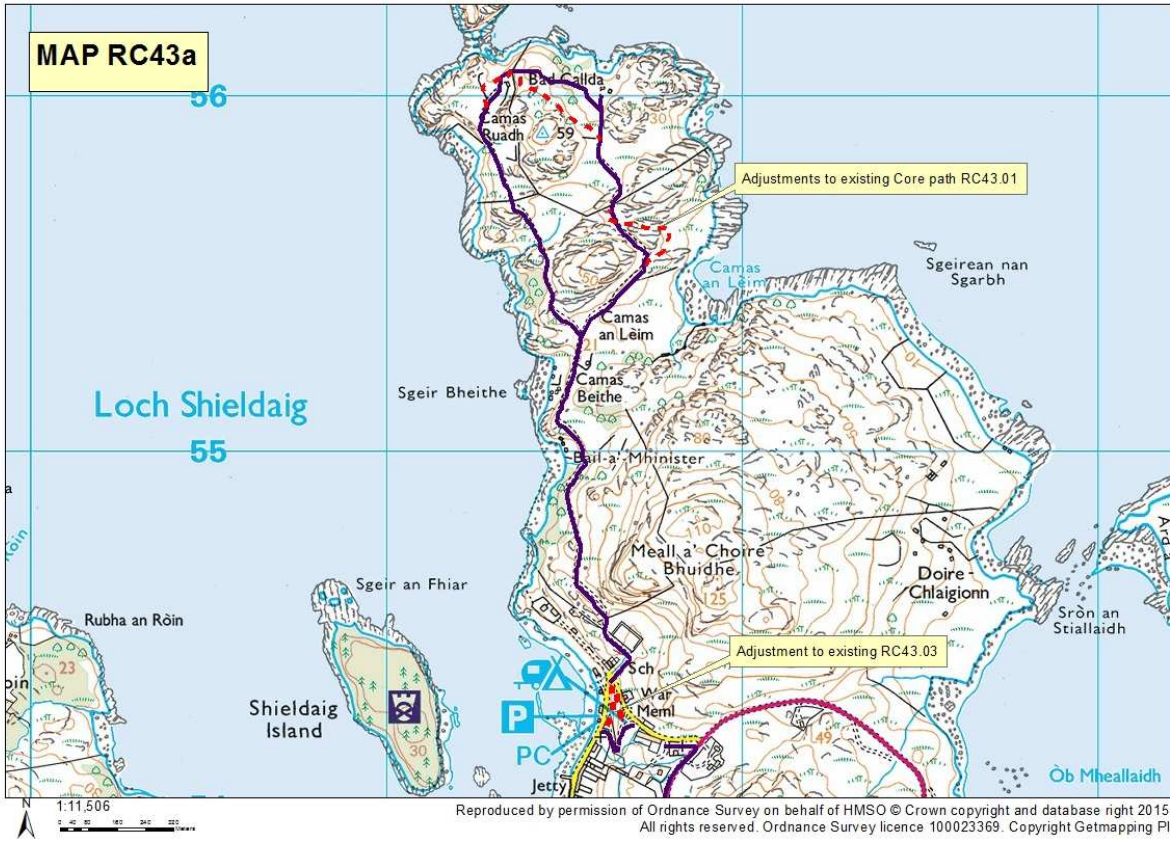 MAP RC43a
56
Bad Callda
Camas
Ruadh
59
30
Adjustments to existing Core path RC43.01
Camas
an Lèim
Sgeirean nan
Sgarbh
Camas
an Lèim
21
Camas
Beithe
Sgeir Bheithe
Loch Shieldaig
55
Bail-a'-Mhinister
80
10
50
80
110
Meall a' Choire
Bhuidhe
125
Doire-
Chlaigionn
Sròn an
Stiallaidh
Sgeir an Fhiar
Rubha an Ròin
23
Adjustment to existing RC43.03
Sch
War
Meml
Shieldaig
Island
30
P
PC
Jetty
49
Òb Mheallaidh
N
1:11,506
Reproduced by permission of Ordnance Survey on behalf of HMSO © Crown copyright and database right 2015
All rights reserved. Ordnance Survey licence 100023369. Copyright Getmapping Pl